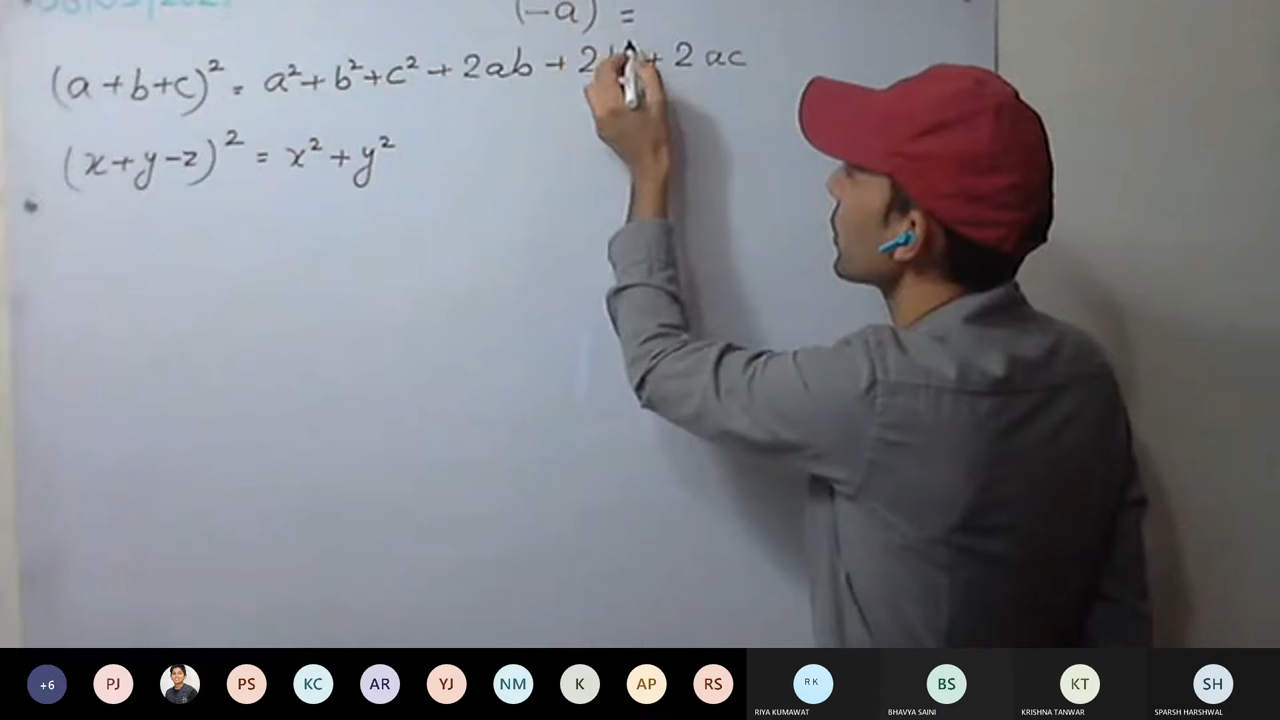 (-a) =
(a+b+c)² = a²+b²+c²+2ab+2 + 2ac
(x+y-z)² = x²+y²
+6 PJ PS KC AR YJ NM K AP RS RK BS KT SH
RIYA KUMAWAT BHAVYA SAINI KRISHNA TANWAR SPARSH HARSHWAL